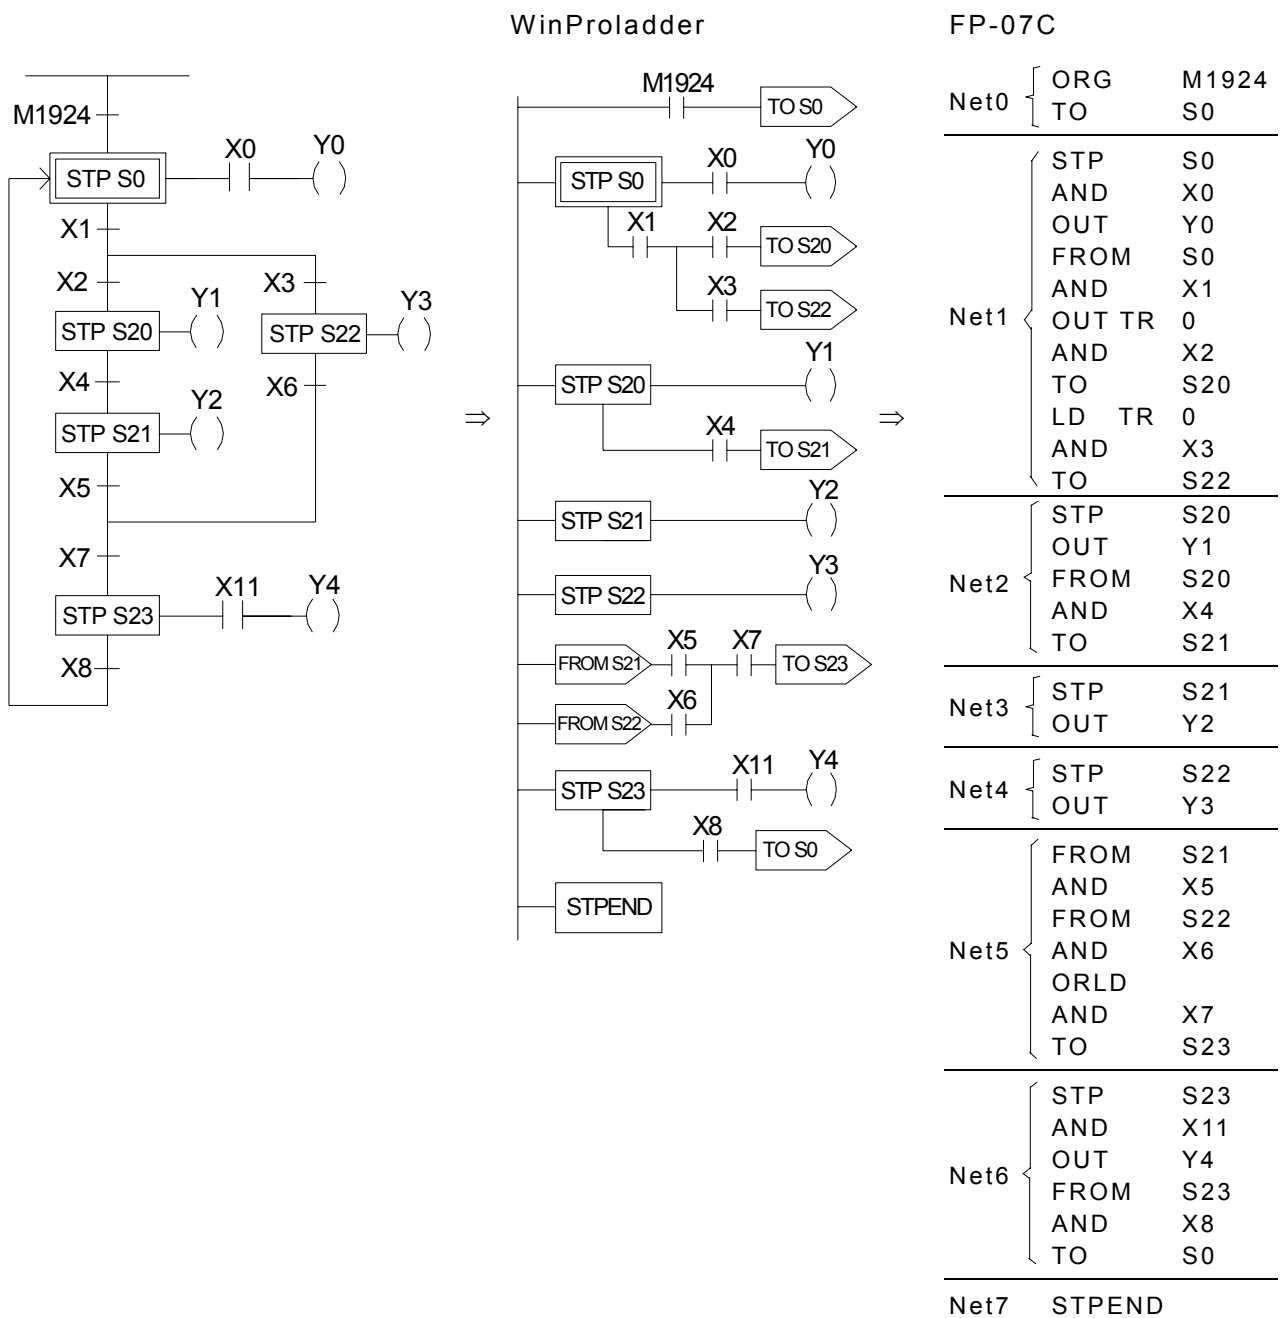 WinProladder
FP-07C
M1924
X0
Y0
STP S0
X1
X2
X3
Y1
Y3
STP S20
STP S22
X4
X6
Y2
STP S21
X5
X7
X11
Y4
STP S23
X8
⇒
M1924
TO S0
X0
Y0
STP S0
X1
X2
TO S20
X3
TO S22
Y1
STP S20
X4
TO S21
Y2
STP S21
Y3
STP S22
X5
X7
FROM S21
TO S23
X6
FROM S22
X11
Y4
STP S23
X8
TO S0
STPEND
⇒
Net0
ORG M1924
TO S0
Net1
STP S0
AND X0
OUT Y0
FROM S0
AND X1
OUT TR 0
AND X2
TO S20
LD TR 0
AND X3
TO S22
Net2
STP S20
OUT Y1
FROM S20
AND X4
TO S21
Net3
STP S21
OUT Y2
Net4
STP S22
OUT Y3
Net5
FROM S21
AND X5
FROM S22
AND X6
ORLD
AND X7
TO S23
Net6
STP S23
AND X11
OUT Y4
FROM S23
AND X8
TO S0
Net7 STPEND